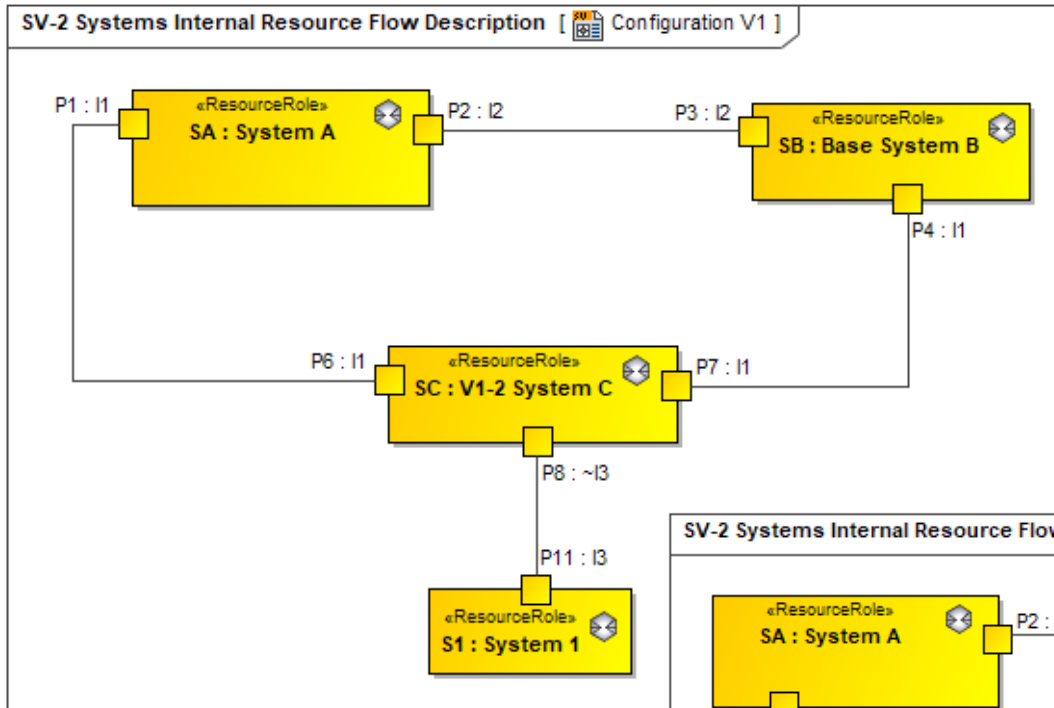 SV-2 Systems Internal Resource Flow Description [ Configuration V1 ]
P1 : I1
«ResourceRole»
SA : System A
P2 : I2
P3 : I2
«ResourceRole»
SB : Base System B
P4 : I1
P6 : I1
«ResourceRole»
SC : V1-2 System C
P7 : I1
P8 : ~I3
P11 : I3
«ResourceRole»
S1 : System 1
SV-2 Systems Internal Resource Flow
«ResourceRole»
SA : System A
P2 :